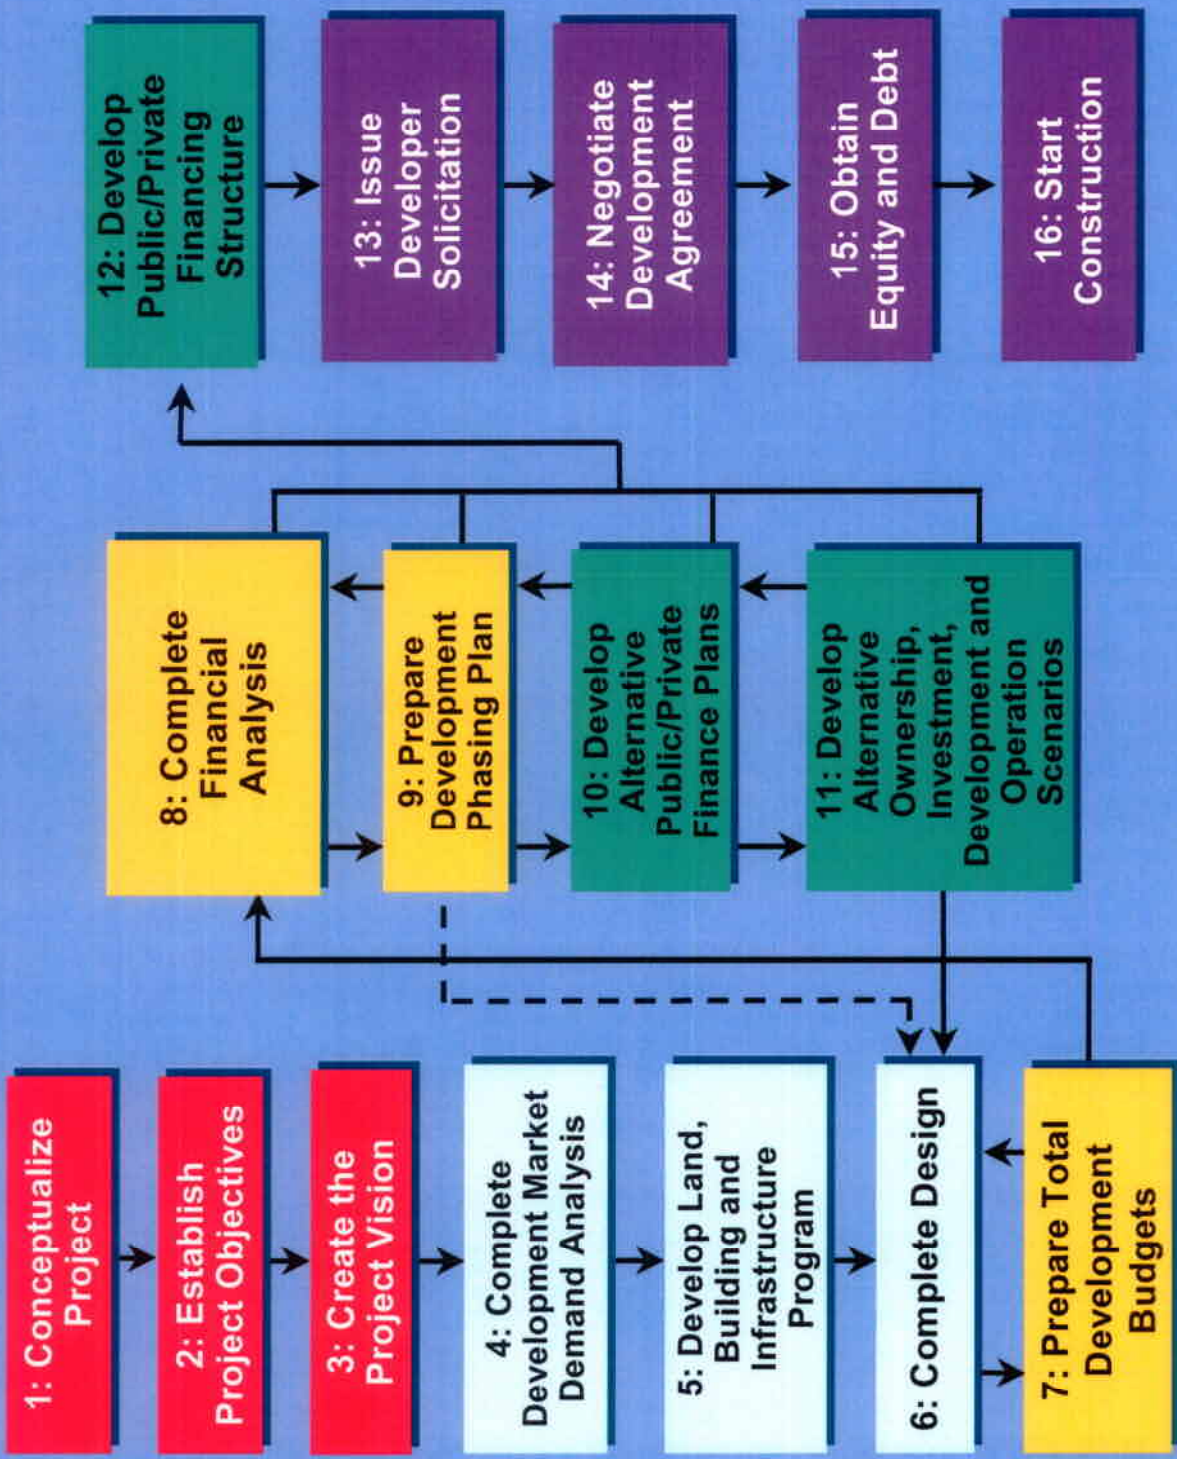 1: Conceptualize
Project
2: Establish
Project Objectives
3: Create the
Project Vision
4: Complete
Development Market
Demand Analysis
5: Develop Land,
Building and
Infrastructure
Program
6: Complete Design
7: Prepare Total
Development
Budgets
8: Complete
Financial
Analysis
9: Prepare
Development
Phasing Plan
10: Develop
Alternative
Public/Private
Finance Plans
11: Develop
Alternative
Ownership,
Investment,
Development and
Operation
Scenarios
12: Develop
Public/Private
Financing
Structure
13: Issue
Developer
Solicitation
14: Negotiate
Development
Agreement
15: Obtain
Equity and Debt
16: Start
Construction